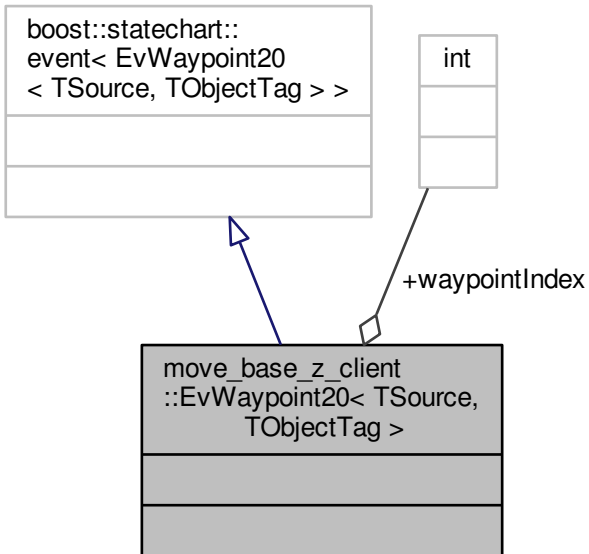 boost::statechart::
event< EvWaypoint20
< TSource, TObjectTag > >
int
+waypointIndex
move_base_z_client
::EvWaypoint20< TSource,
TObjectTag >